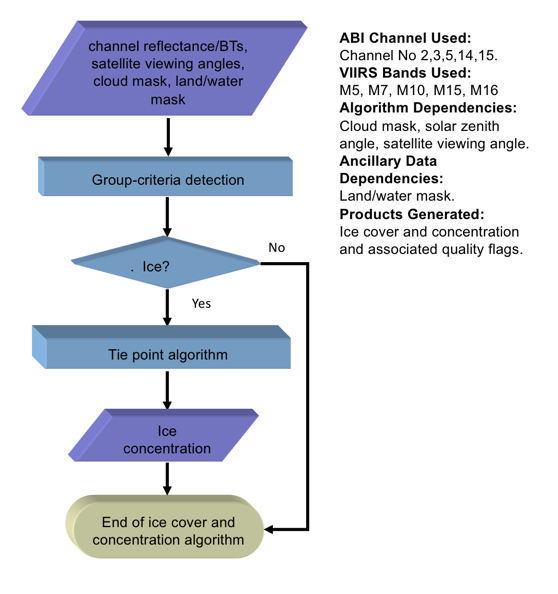 channel reflectance/BTs,
satellite viewing angles,
cloud mask, land/water
mask
Group-criteria detection
. Ice?
No
Yes
Tie point algorithm
Ice
concentration
End of ice cover and
concentration algorithm
ABI Channel Used:
Channel No 2,3,5,14,15.
VIIRS Bands Used:
M5, M7, M10, M15, M16
Algorithm Dependencies:
Cloud mask, solar zenith
angle, satellite viewing angle.
Ancillary Data
Dependencies:
Land/water mask.
Products Generated:
Ice cover and concentration
and associated quality flags.